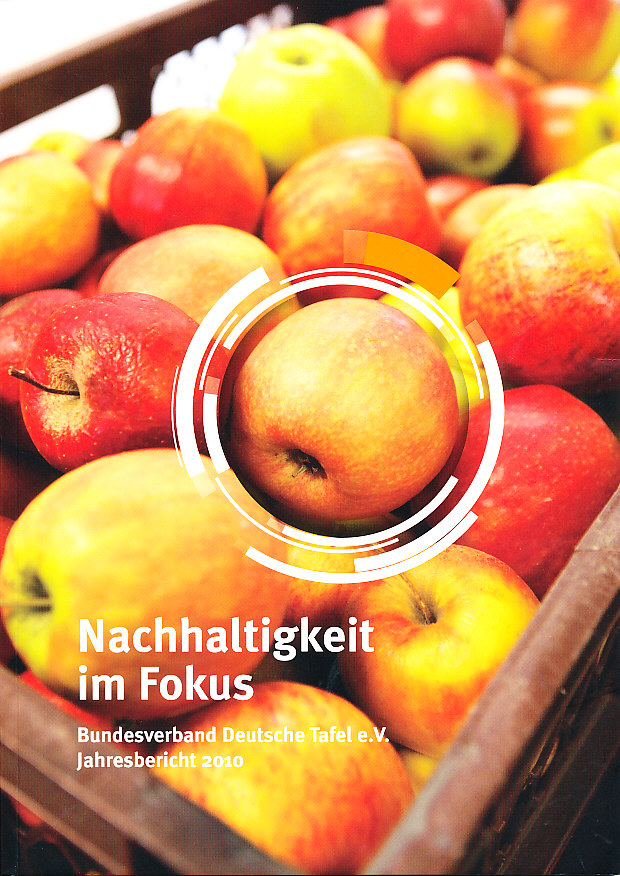 Nachhaltigkeit
im Fokus
Bundesverband Deutsche Tafel e.V.
Jahresbericht 2010